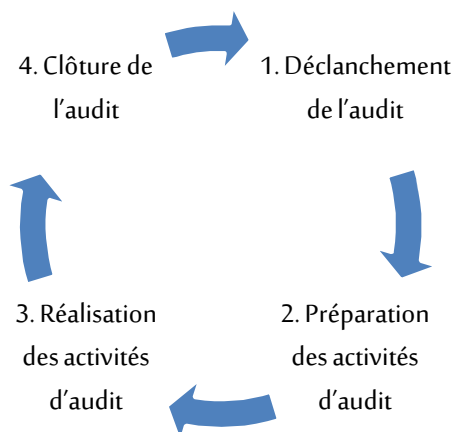 1. Déclanchement
de l'audit
2. Préparation
des activités
d'audit
3. Réalisation
des activités
d'audit
4. Clôture de
l'audit